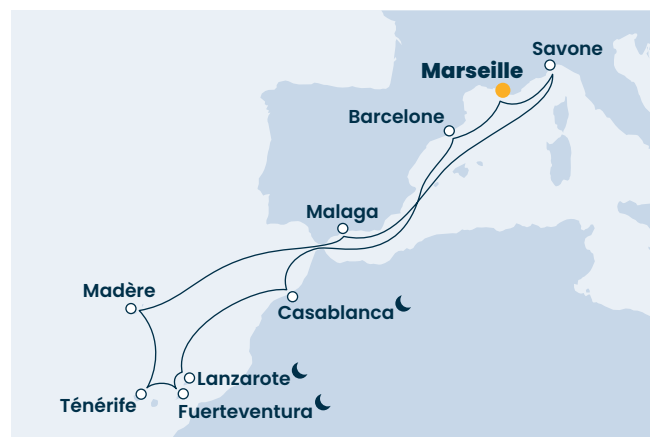 Savone
Marseille
Barcelone
Malaga
Madère
Casablanca
Lanzarote
Ténérife
Fuerteventura